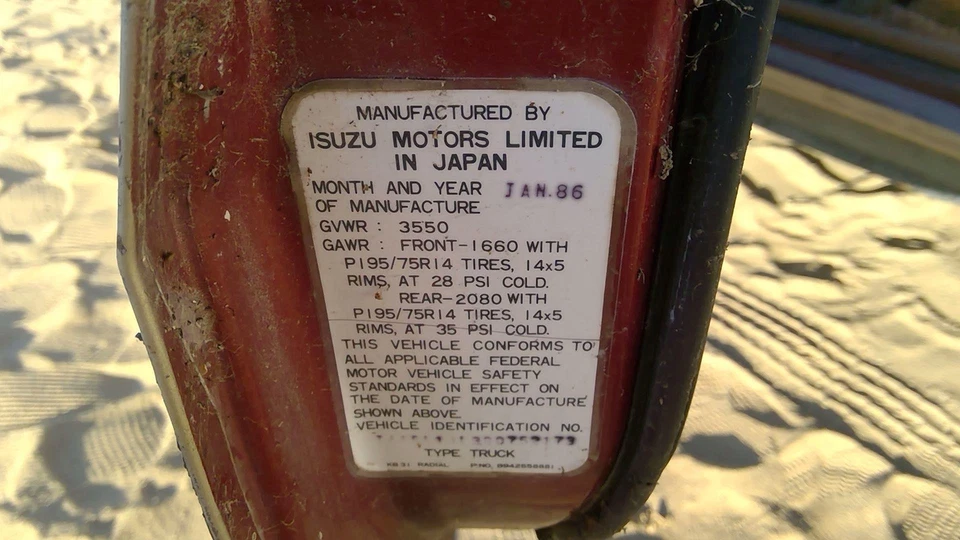 MANUFACTURED BY
ISUZU MOTORS LIMITED
IN JAPAN
MONTH AND YEAR JAN.86
OF MANUFACTURE
GVWR : 3550
GAWR : FRONT-1660 WITH
P195/75R14 TIRES, 14x5
RIMS, AT 28 PSI COLD.
REAR-2080 WITH
P195/75R14 TIRES, 14x5
RIMS, AT 35 PSI COLD.
THIS VEHICLE CONFORMS TO
ALL APPLICABLE FEDERAL
MOTOR VEHICLE SAFETY
STANDARDS IN EFFECT ON
THE DATE OF MANUFACTURE
SHOWN ABOVE.
VEHICLE IDENTIFICATION NO.
TYPE TRUCK
RADIAL